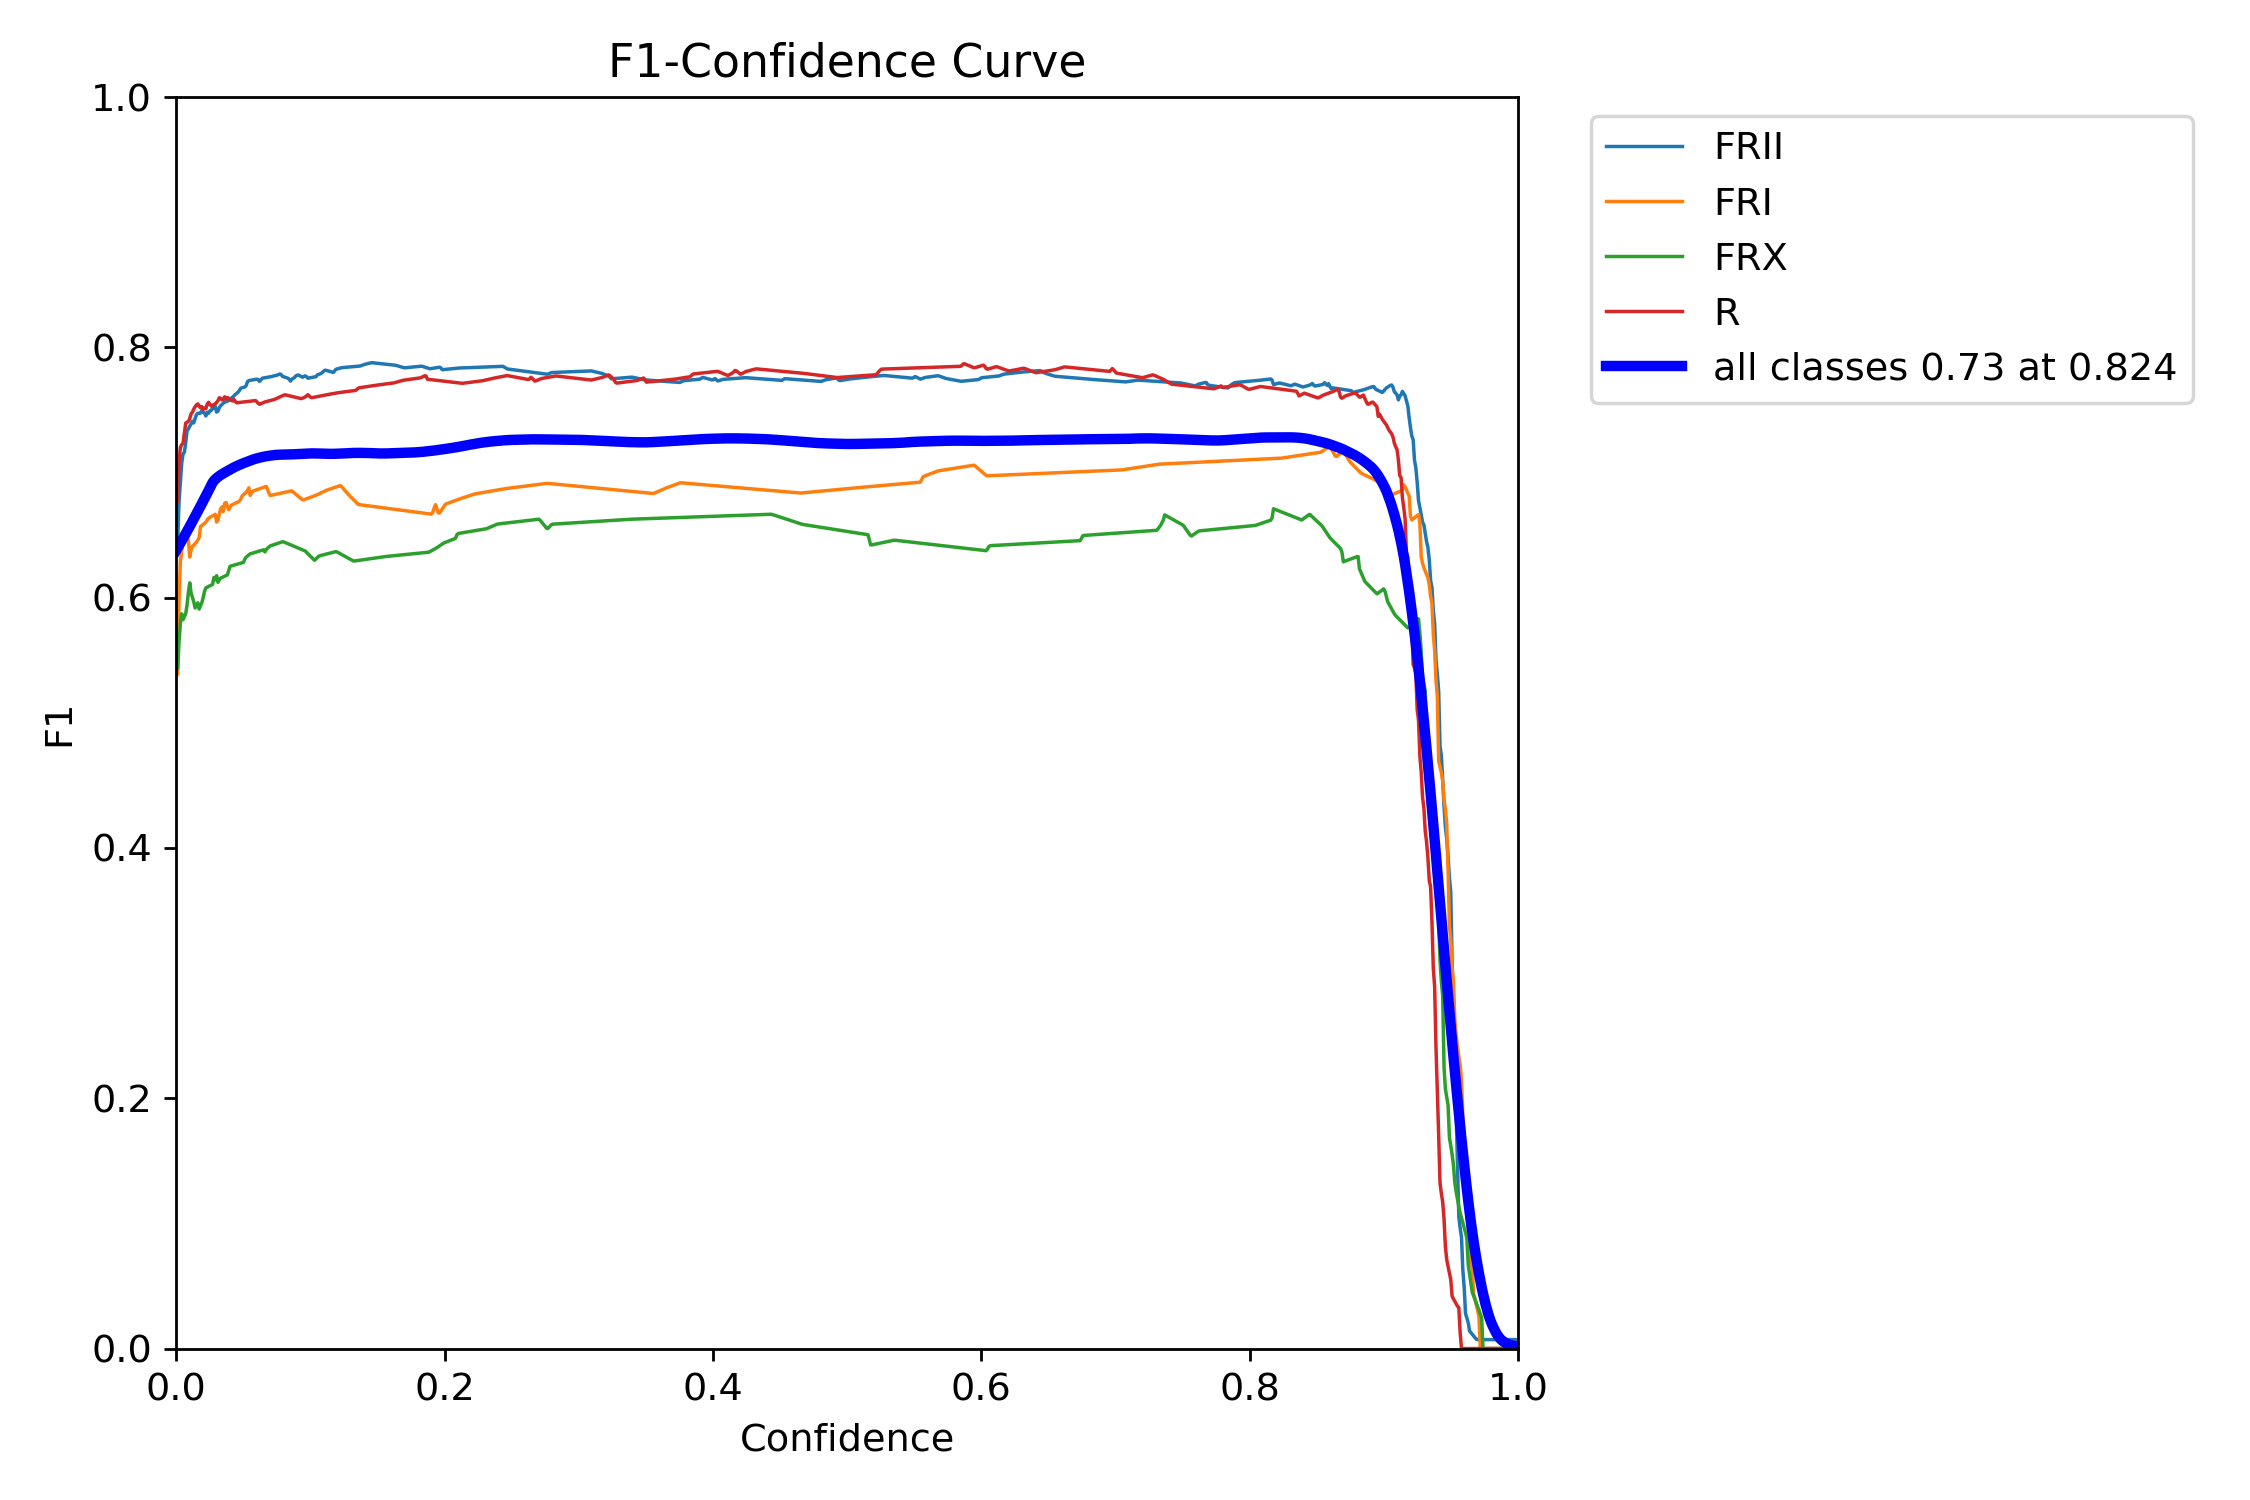 F1-Confidence Curve
1.0
0.8
0.6
0.4
0.2
0.0
F1
0.0 0.2 0.4 0.6 0.8 1.0
Confidence
FRII
FRI
FRX
R
all classes 0.73 at 0.824